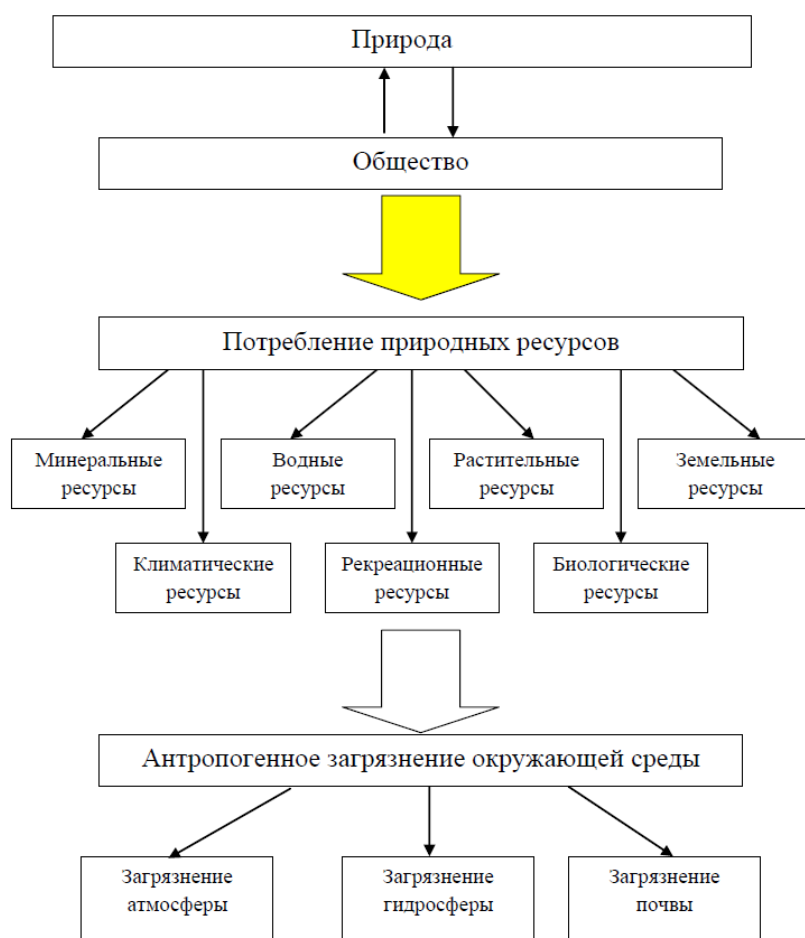 Природа
Общество
Потребление природных ресурсов
Минеральные
ресурсы
Водные
ресурсы
Растительные
ресурсы
Земельные
ресурсы
Климатические
ресурсы
Рекреационные
ресурсы
Биологические
ресурсы
Антропогенное загрязнение окружающей среды
Загрязнение
атмосферы
Загрязнение
гидросферы
Загрязнение
почвы